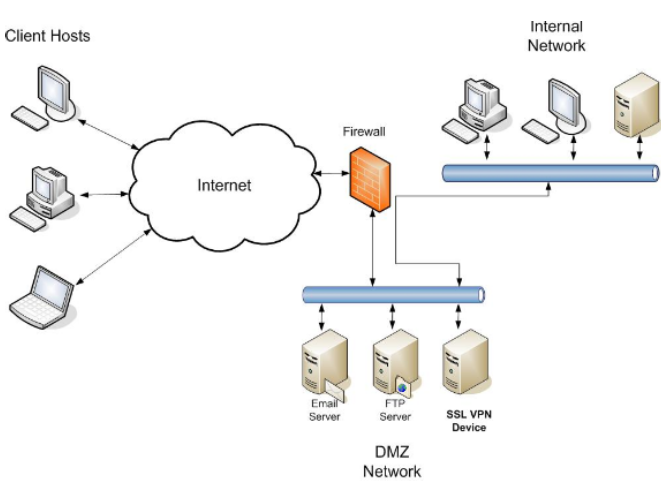 Client Hosts
Internal
Network
Firewall
Internet
Email
Server
FTP
Server
SSL VPN
Device
DMZ
Network